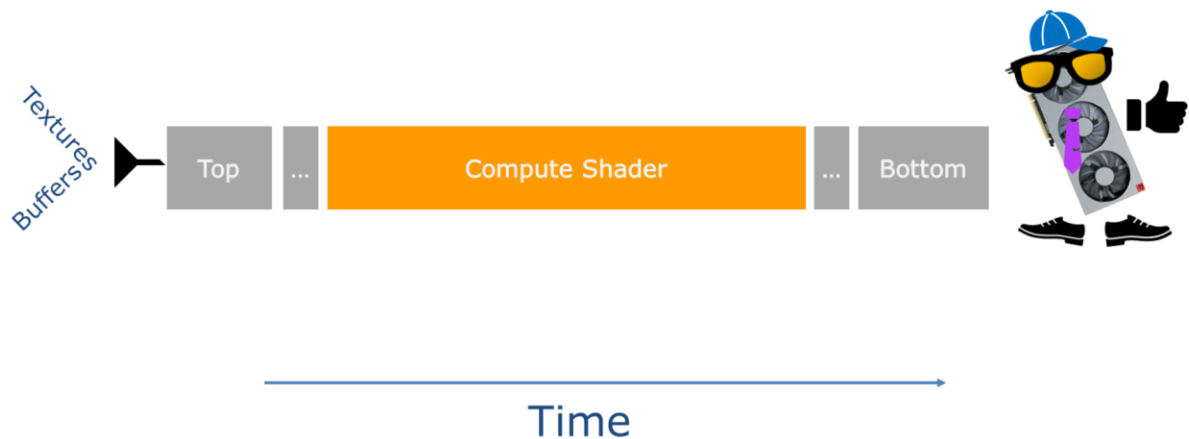 Textures
Buffers
Top
...
Compute Shader
...
Bottom
Time